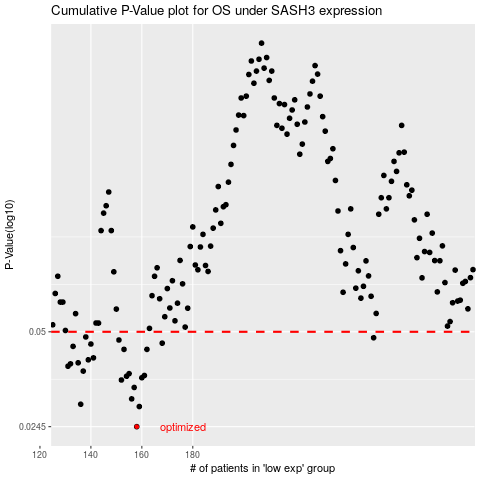 Cumulative P-Value plot for OS under SASH3 expression
P-Value(log10)
0.05
0.0245
optimized
120 140 160 180
# of patients in 'low exp' group